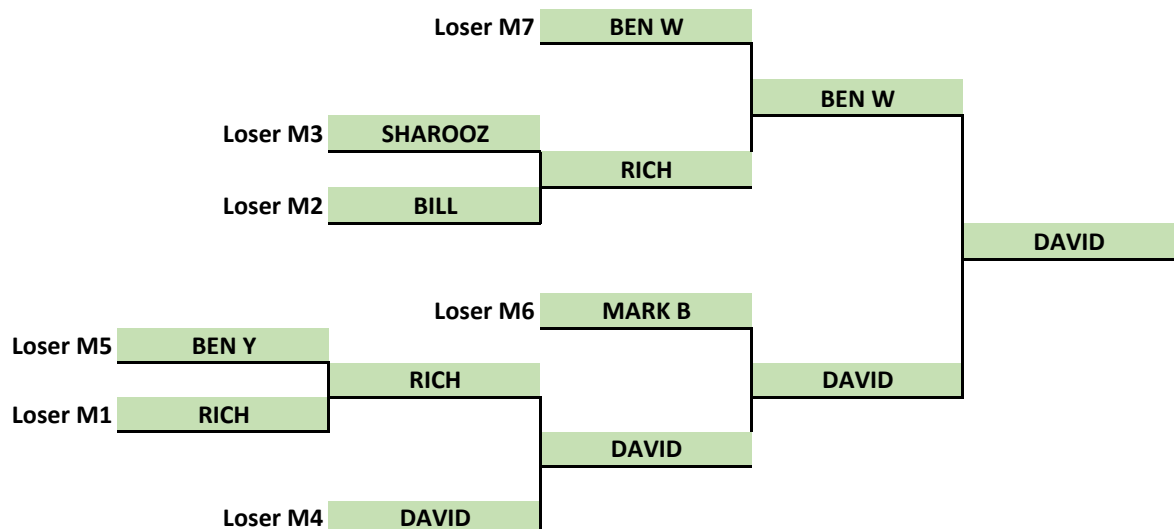 Loser M7 BEN W
BEN W
Loser M3 SHAROOZ
RICH
Loser M2 BILL
DAVID
Loser M6 MARK B
Loser M5 BEN Y
RICH DAVID
Loser M1 RICH
DAVID
Loser M4 DAVID